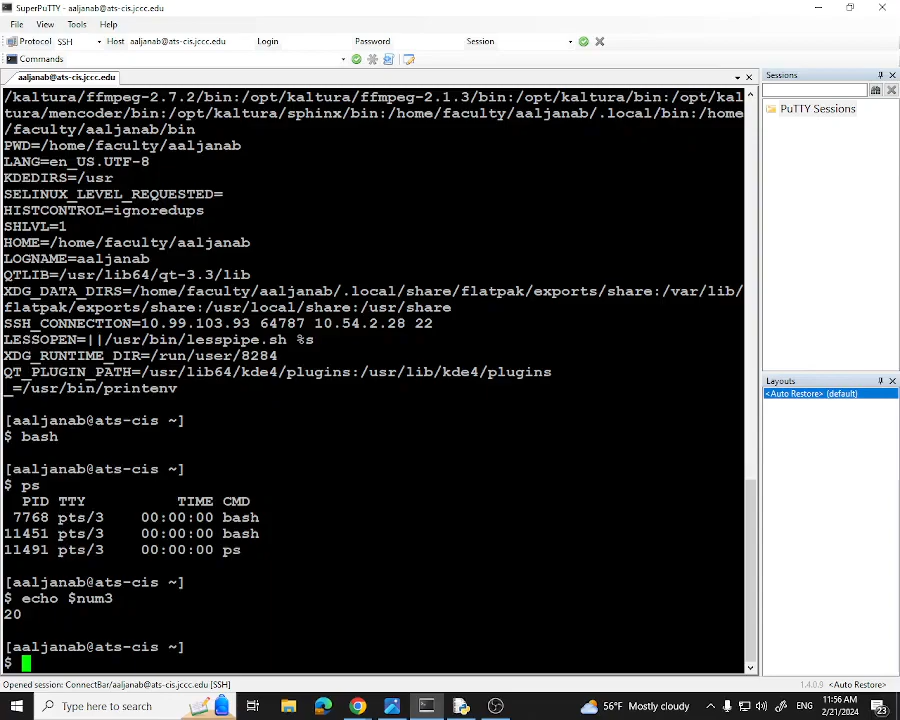 SuperPuTTY - aaljanab@ats-cis.jccc.edu
File View Tools Help
Protocol SSH Host aaljanab@ats-cis.jccc.edu Login Password Session
Commands
aaljanab@ats-cis.jccc.edu
/kaltura/ffmpeg-2.7.2/bin:/opt/kaltura/ffmpeg-2.1.3/bin:/opt/kaltura/bin:/opt/kal
tura/mencoder/bin:/opt/kaltura/sphinx/bin:/home/faculty/aaljanab/.local/bin:/home
/faculty/aaljanab/bin
PWD=/home/faculty/aaljanab
LANG=en_US.UTF-8
KDEDIRS=/usr
SELINUX_LEVEL_REQUESTED=
HISTCONTROL=ignoredups
SHLVL=1
HOME=/home/faculty/aaljanab
LOGNAME=aaljanab
QTLIB=/usr/lib64/qt-3.3/lib
XDG_DATA_DIRS=/home/faculty/aaljanab/.local/share/flatpak/exports/share:/var/lib/
flatpak/exports/share:/usr/local/share:/usr/share
SSH_CONNECTION=10.99.103.93 64787 10.54.2.28 22
LESSOPEN=||/usr/bin/lesspipe.sh %s
XDG_RUNTIME_DIR=/run/user/8284
QT_PLUGIN_PATH=/usr/lib64/kde4/plugins:/usr/lib/kde4/plugins
_=/usr/bin/printenv
[aaljanab@ats-cis ~]
$ bash
[aaljanab@ats-cis ~]
$ ps
PID TTY TIME CMD
7768 pts/3 00:00:00 bash
11451 pts/3 00:00:00 bash
11491 pts/3 00:00:00 ps
[aaljanab@ats-cis ~]
$ echo $num3
20
[aaljanab@ats-cis ~]
$
Sessions
PuTTY Sessions
Layouts
<Auto Restore> (default)
Opened session: ConnectBar/aaljanab@ats-cis.jccc.edu [SSH]
1.4.0.9 <Auto Restore>
Type here to search
56°F Mostly cloudy
ENG
11:56 AM
2/21/2024
23